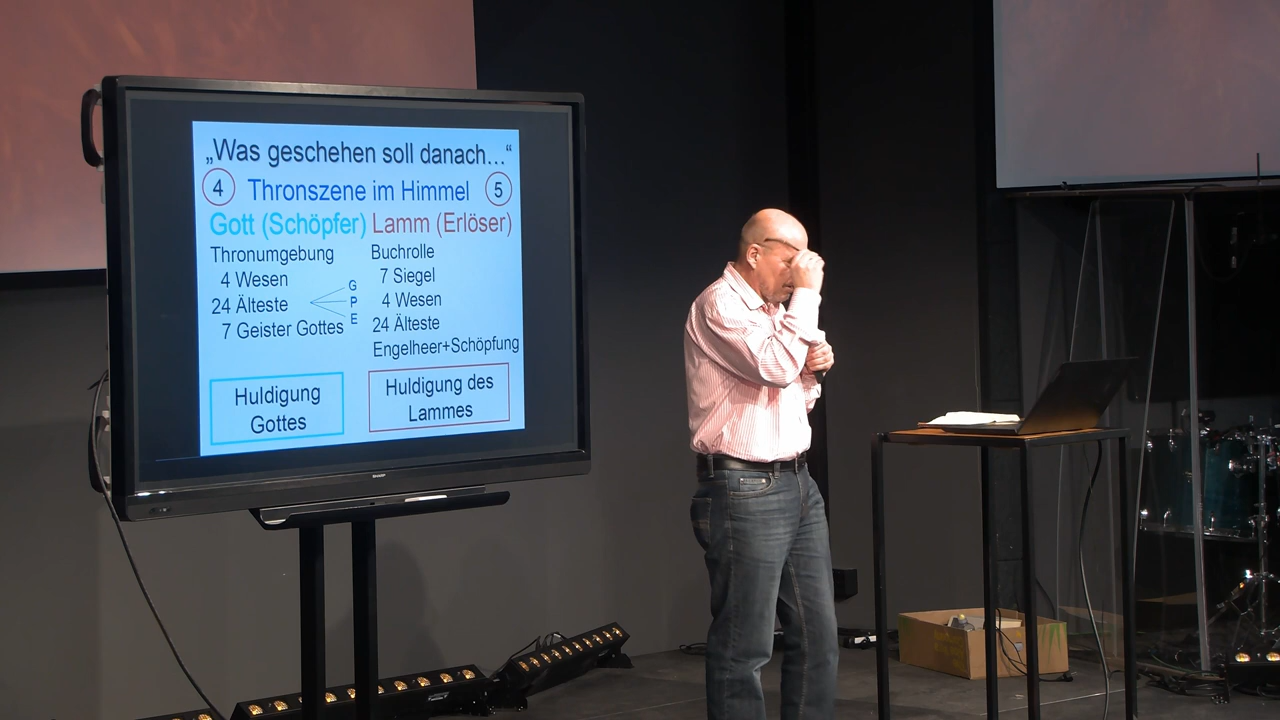 „Was geschehen soll danach..."
4 Thronszene im Himmel 5
Gott (Schöpfer) Lamm (Erlöser)
Thronumgebung
4 Wesen
24 Älteste
7 Geister Gottes
G
P
E
Buchrolle
7 Siegel
4 Wesen
24 Älteste
Engelheer+Schöpfung
Huldigung
Gottes
Huldigung des
Lammes
SHARP